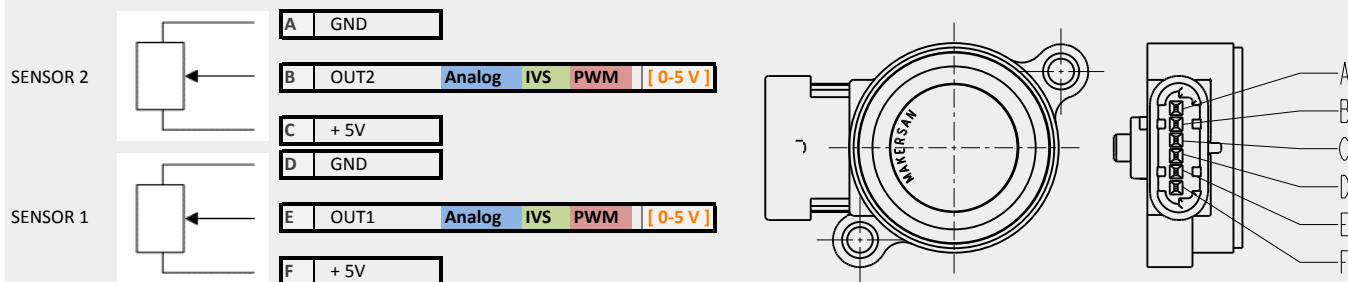 A GND
SENSOR 2
B OUT2 Analog IVS PWM [ 0-5 V ]
C + 5V
D GND
SENSOR 1
E OUT1 Analog IVS PWM [ 0-5 V ]
F + 5V
MAKERSAN
A
B
C
D
E
F